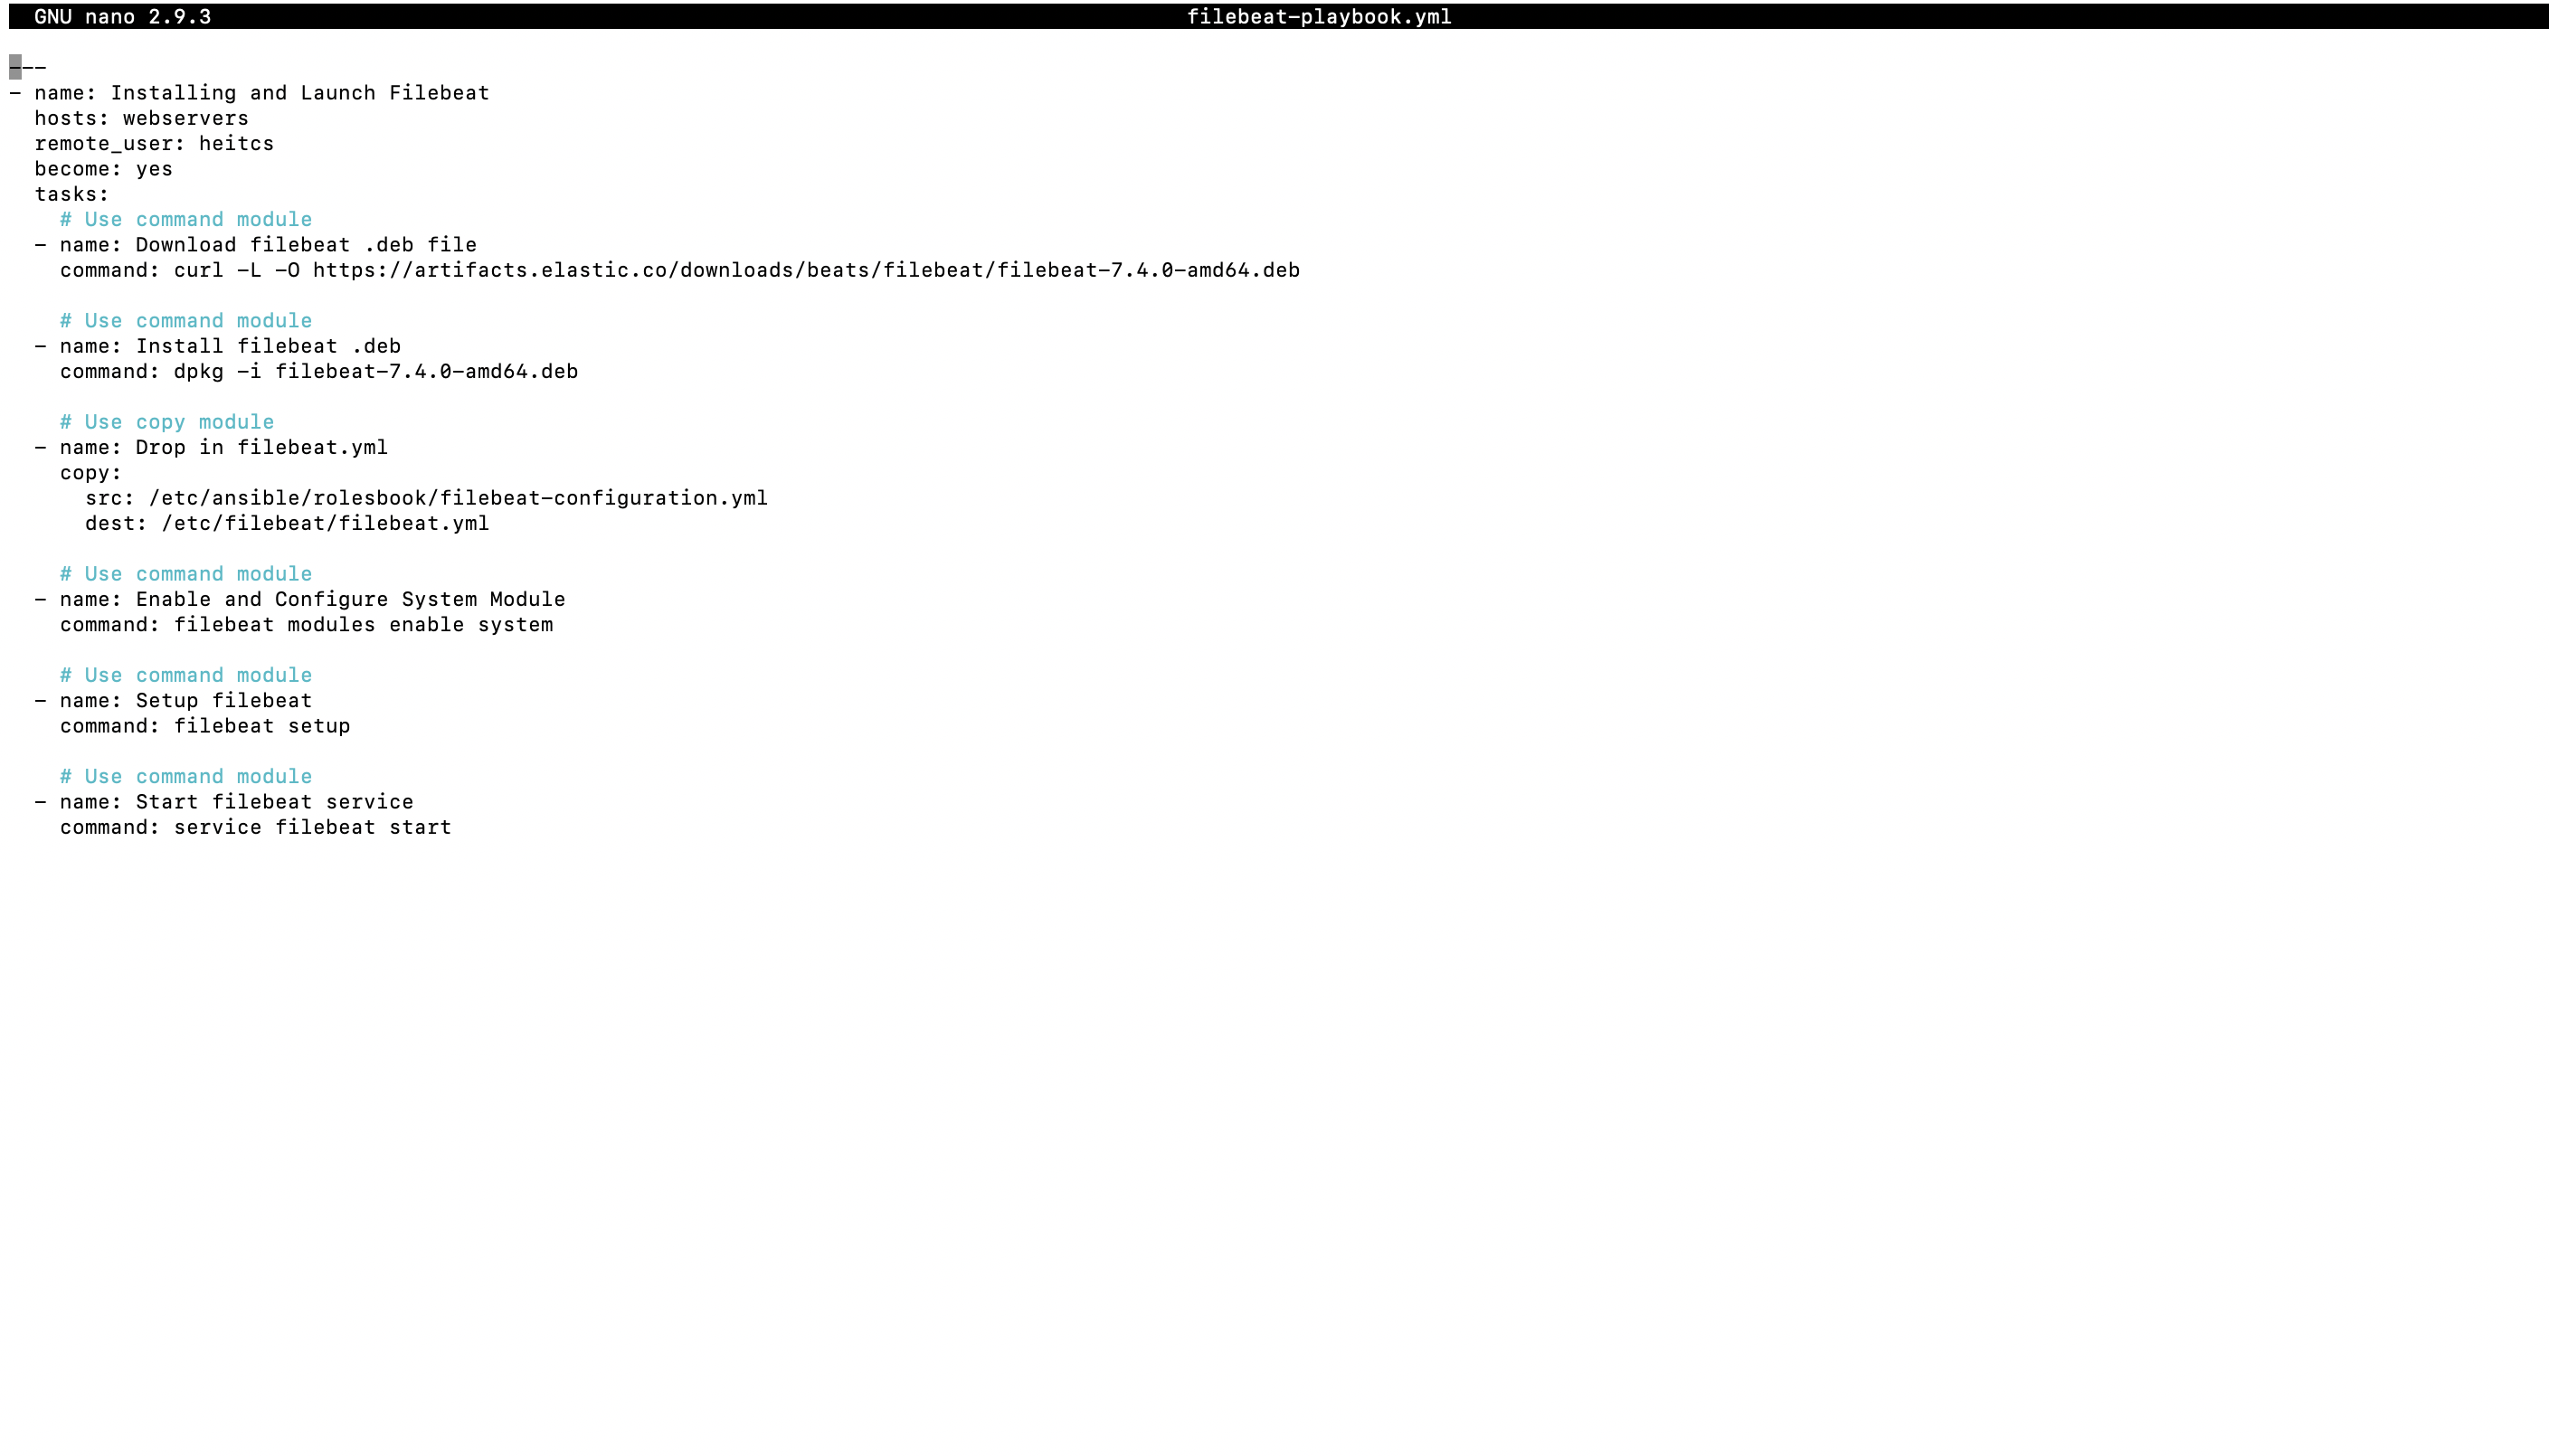 GNU nano 2.9.3 filebeat-playbook.yml
---
- name: Installing and Launch Filebeat
  hosts: webservers
  remote_user: heitcs
  become: yes
  tasks:
    # Use command module
  - name: Download filebeat .deb file
    command: curl -L -O https://artifacts.elastic.co/downloads/beats/filebeat/filebeat-7.4.0-amd64.deb

    # Use command module
  - name: Install filebeat .deb
    command: dpkg -i filebeat-7.4.0-amd64.deb

    # Use copy module
  - name: Drop in filebeat.yml
    copy:
      src: /etc/ansible/rolesbook/filebeat-configuration.yml
      dest: /etc/filebeat/filebeat.yml

    # Use command module
  - name: Enable and Configure System Module
    command: filebeat modules enable system

    # Use command module
  - name: Setup filebeat
    command: filebeat setup

    # Use command module
  - name: Start filebeat service
    command: service filebeat start